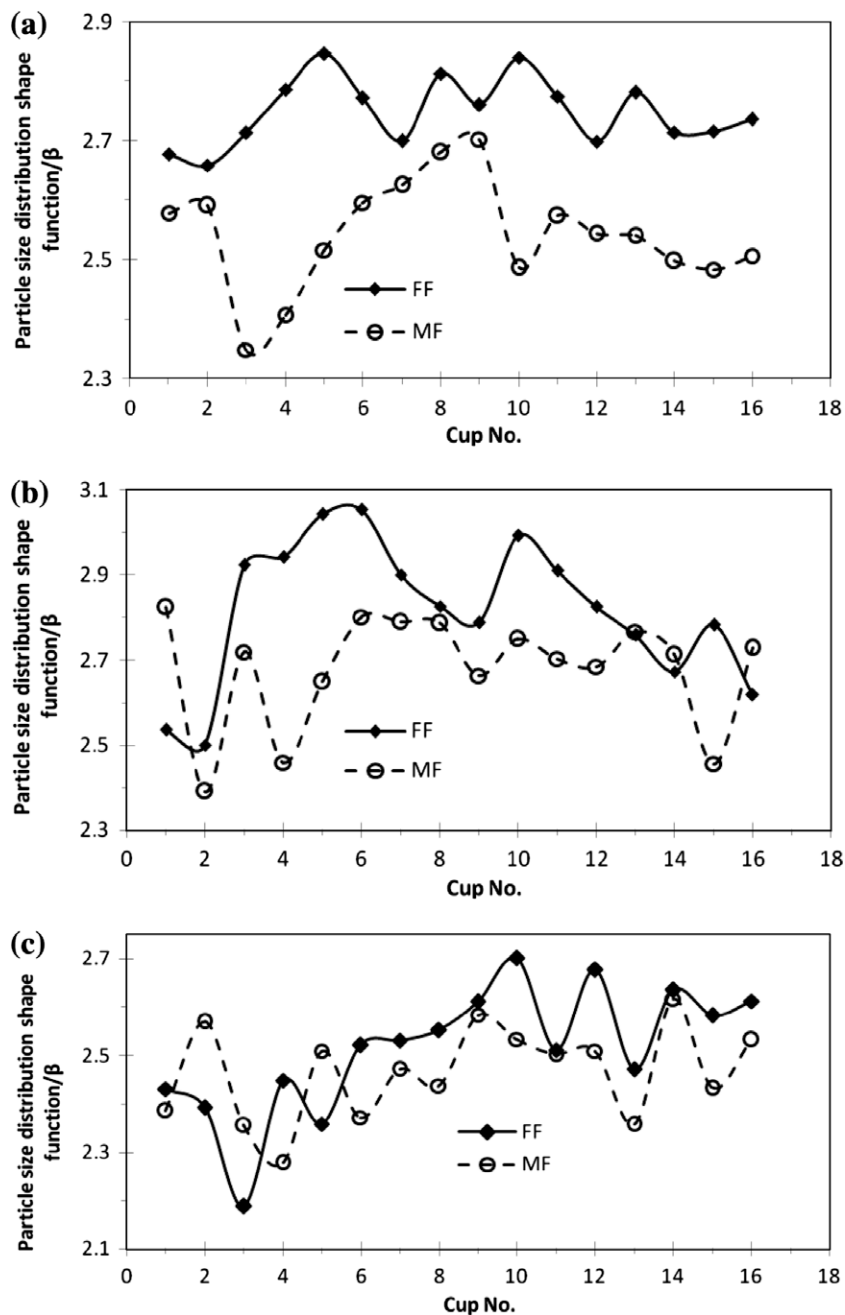 (a)
Particle size distribution shape
function/β
2.9
2.7
2.5
2.3
FF
MF
0 2 4 6 8 10 12 14 16 18
Cup No.
(b)
Particle size distribution shape
function/β
3.1
2.9
2.7
2.5
2.3
FF
MF
0 2 4 6 8 10 12 14 16 18
Cup No.
(c)
Particle size distribution shape
function/β
2.7
2.5
2.3
2.1
FF
MF
0 2 4 6 8 10 12 14 16 18
Cup No.